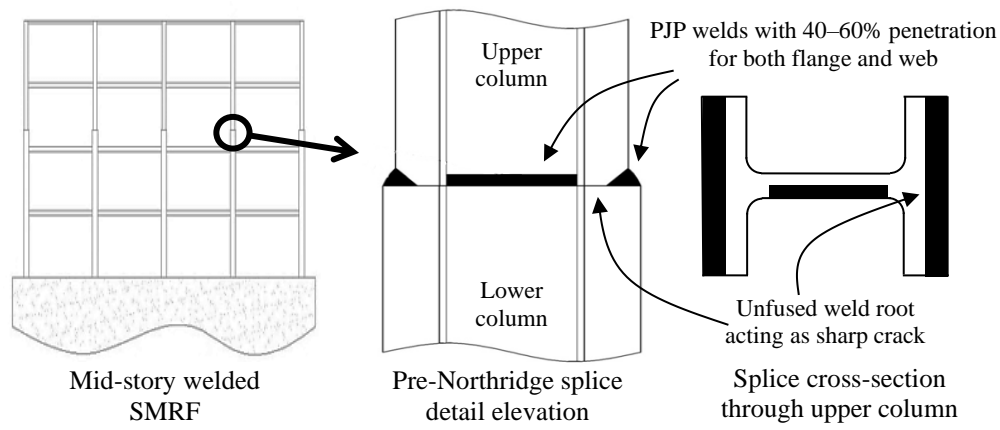 Upper
column
PJP welds with 40–60% penetration
for both flange and web
Lower
column
Unfused weld root
acting as sharp crack
Mid-story welded
SMRF
Pre-Northridge splice
detail elevation
Splice cross-section
through upper column